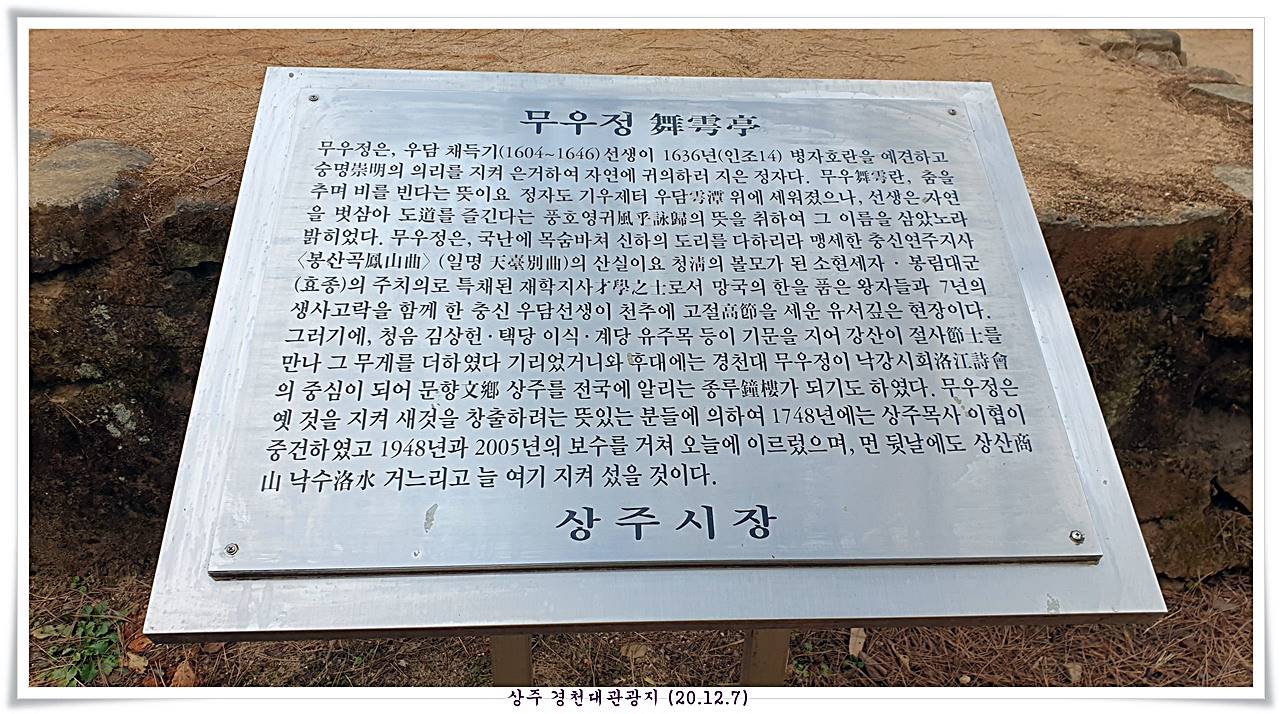 무우정 舞雩亭
무우정은, 우담 채득기(1604~1646)선생이 1636년(인조14) 병자호란을 예견하고
숭명崇明의 의리를 지켜 은거하여 자연에 귀의하러 지은 정자다. 무우舞雩란, 춤을
추며 비를 빈다는 뜻이요 정자도 기우제터 우담雩潭 위에 세워졌으나, 선생은 자연
을 벗삼아 도道를 즐긴다는 풍호영귀風乎詠歸의 뜻을 취하여 그 이름을 삼았노라
밝히었다. 무우정은, 국난에 목숨바쳐 신하의 도리를 다하리라 맹세한 충신연주지사
〈봉산곡鳳山曲〉(일명 天臺別曲)의 산실이요 청淸의 볼모가 된 소현세자·봉림대군
(효종)의 주치의로 특채된 재학지사才學之士로서 망국의 한을 품은 왕자들과 7년의
생사고락을 함께 한 충신 우담선생이 천추에 고절高節을 세운 유서깊은 현장이다.
그러기에, 청음 김상헌·택당 이식·계당 유주목 등이 기문을 지어 강산이 절사節士를
만나 그 무게를 더하였다 기리었거니와 후대에는 경천대 무우정이 낙강시회洛江詩會
의 중심이 되어 문향文鄕 상주를 전국에 알리는 종루鐘樓가 되기도 하였다. 무우정은
옛 것을 지켜 새것을 창출하려는 뜻있는 분들에 의하여 1748년에는 상주목사 이협이
중건하였고 1948년과 2005년의 보수를 거쳐 오늘에 이르렀으며, 먼 뒷날에도 상산商
山 낙수洛水 거느리고 늘 여기 지켜 섰을 것이다.
상주시장
상주 경천대관광지 (20.12.7)